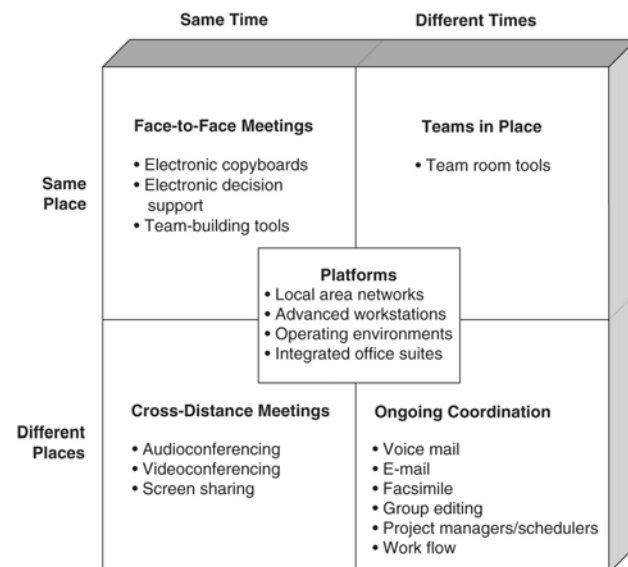 Same Time
Different Times
Same
Place
Face-to-Face Meetings
• Electronic copyboards
• Electronic decision
support
• Team-building tools
Teams in Place
• Team room tools
Platforms
• Local area networks
• Advanced workstations
• Operating environments
• Integrated office suites
Different
Places
Cross-Distance Meetings
• Audioconferencing
• Videoconferencing
• Screen sharing
Ongoing Coordination
• Voice mail
• E-mail
• Facsimile
• Group editing
• Project managers/schedulers
• Work flow